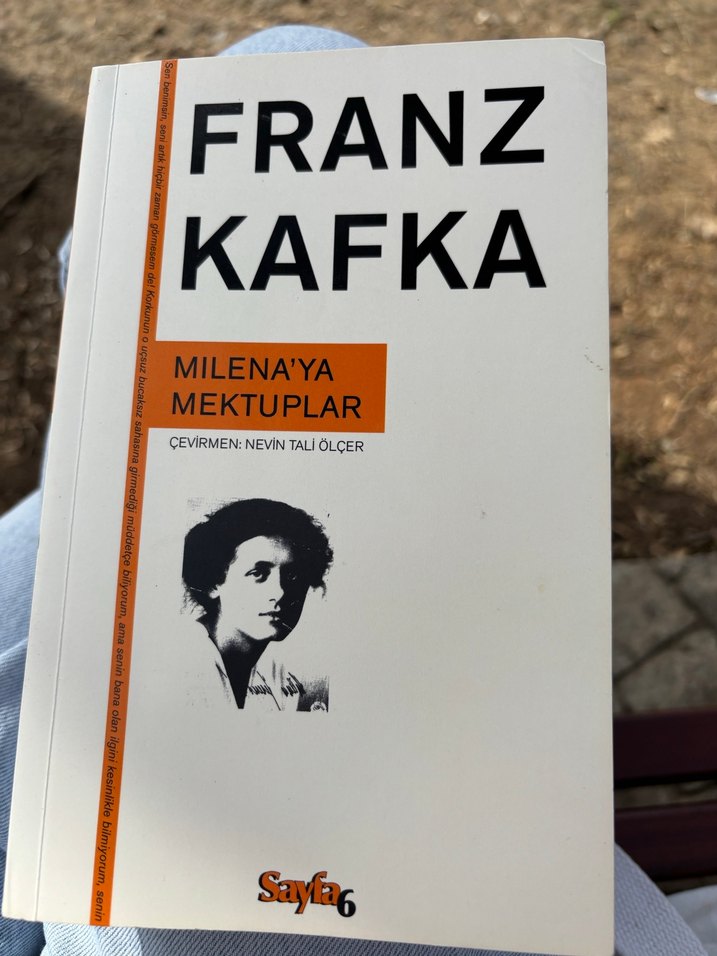 Sen benimsin, seni artık hiçbir zaman görmesem de! Korkunun o uçsuz bucaksız sahasına girmediği müddetçe biliyorum, ama senin bana olan ilgini kesinlikle bilmiyorum, senin
FRANZ
KAFKA
MILENA'YA
MEKTUPLAR
ÇEVİRMEN: NEVİN TALİ ÖLÇER
Sayfa6